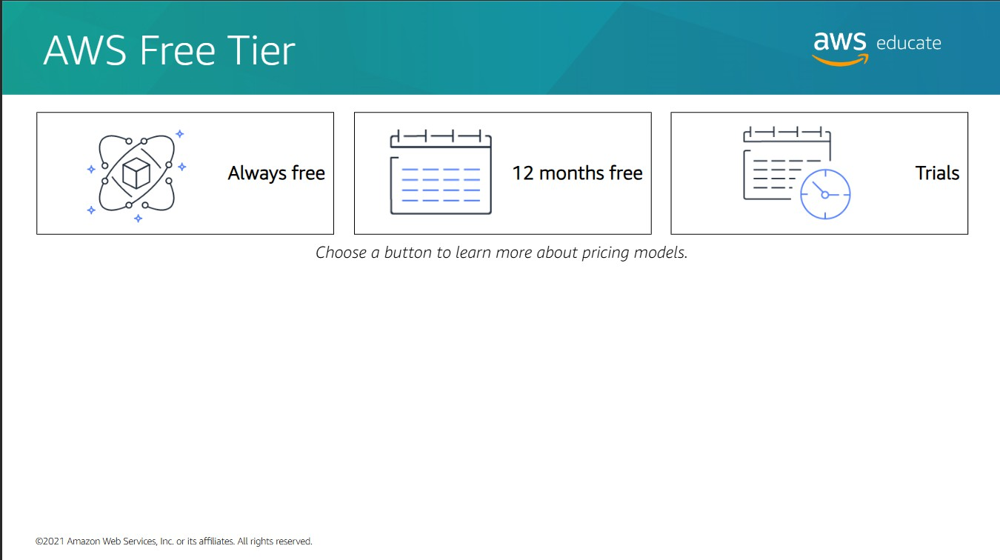 AWS Free Tier
aws educate
Always free
12 months free
Trials
Choose a button to learn more about pricing models.
©2021 Amazon Web Services, Inc. or its affiliates. All rights reserved.